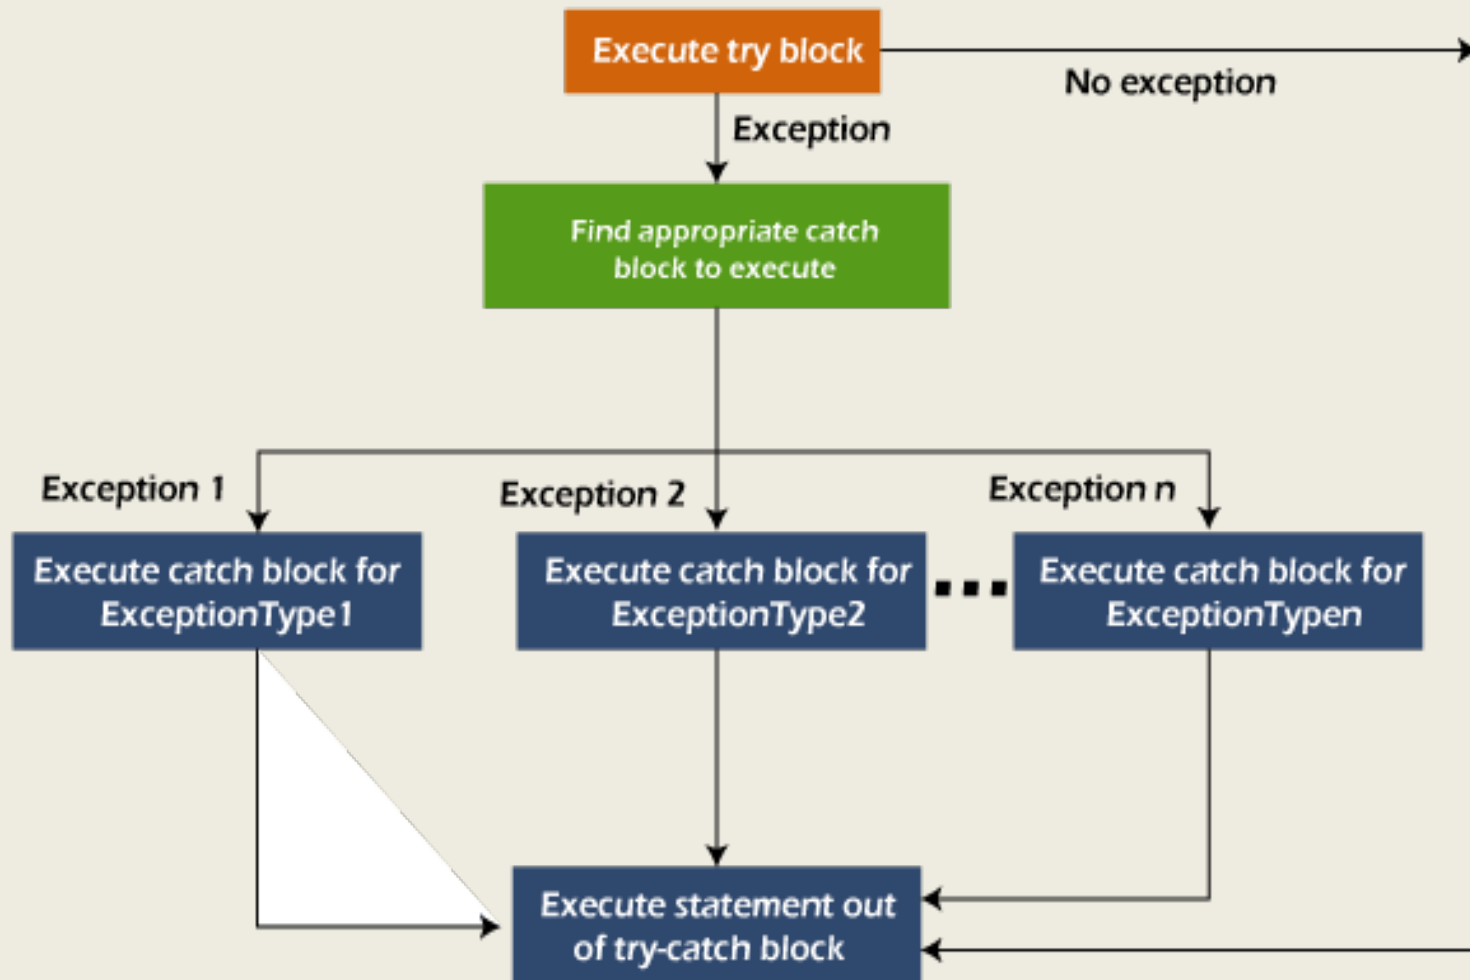 Execute try block
No exception
Exception
Find appropriate catch
block to execute
Exception 1
Exception 2
Exception n
Execute catch block for
ExceptionType1
Execute catch block for
ExceptionType2
Execute catch block for
ExceptionTypen
Execute statement out
of try-catch block